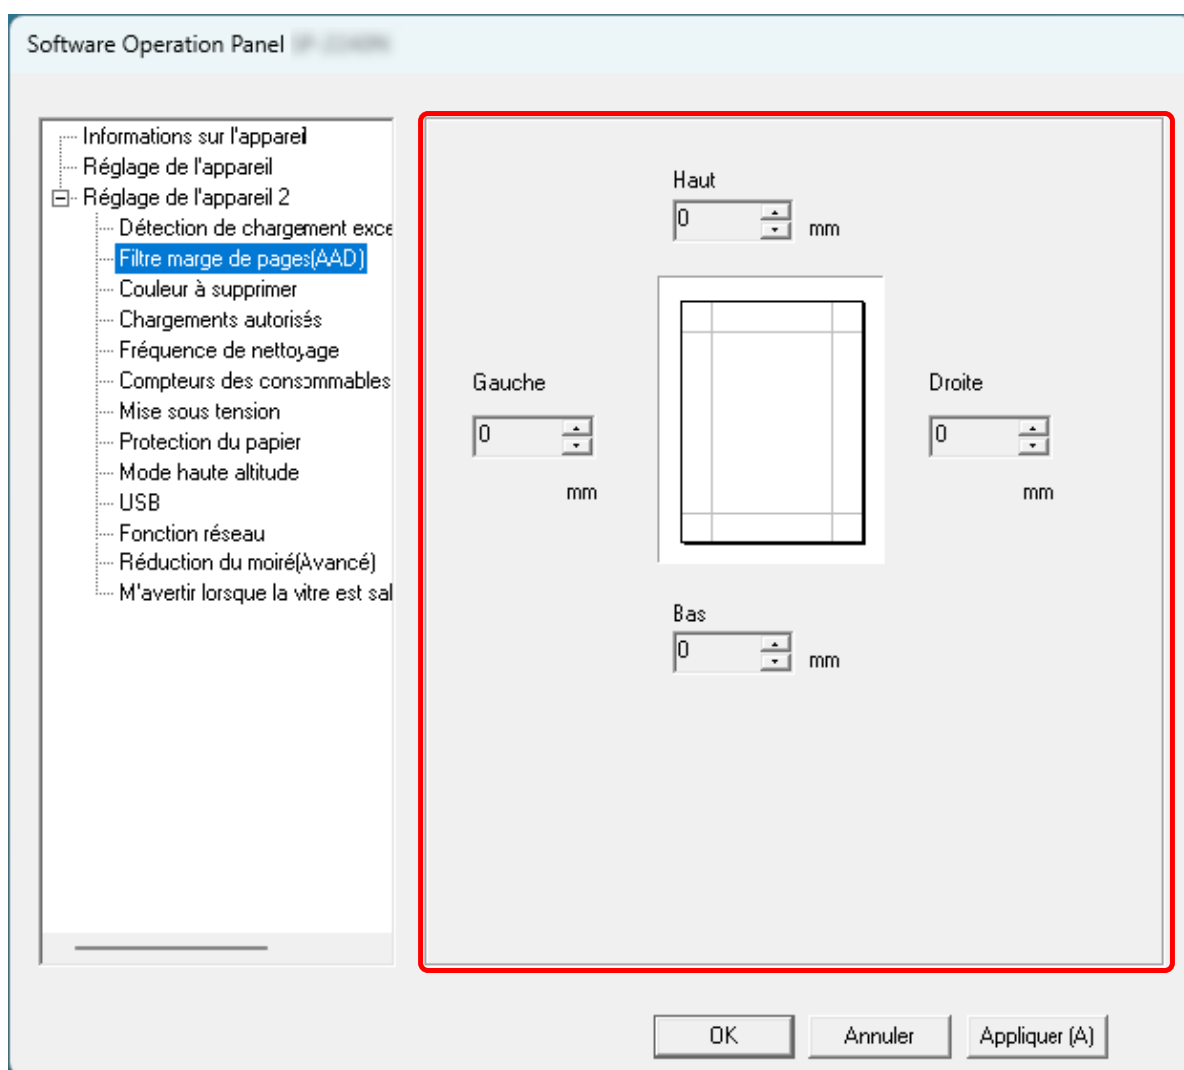 Software Operation Panel
Informations sur l'appareil
Réglage de l'appareil
Réglage de l'appareil 2
Détection de chargement exce
Filtre marge de pages(AAD)
Couleur à supprimer
Chargements autorisés
Fréquence de nettoyage
Compteurs des consommables
Mise sous tension
Protection du papier
Mode haute altitude
USB
Fonction réseau
Réduction du moiré(Avancé)
M'avertir lorsque la vitre est sal
Haut
0 mm
Gauche
0
mm
Droite
0
mm
Bas
0 mm
OK Annuler Appliquer (A)